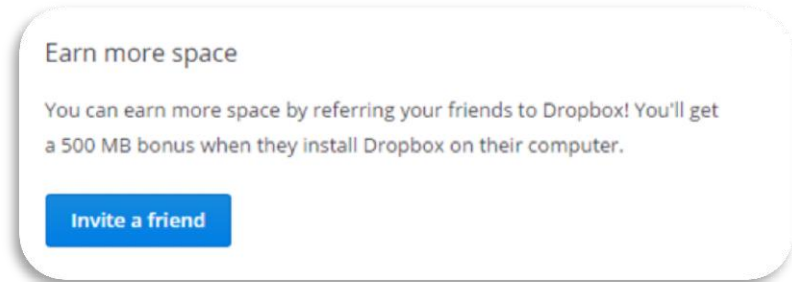 Earn more space
You can earn more space by referring your friends to Dropbox! You'll get
a 500 MB bonus when they install Dropbox on their computer.
Invite a friend